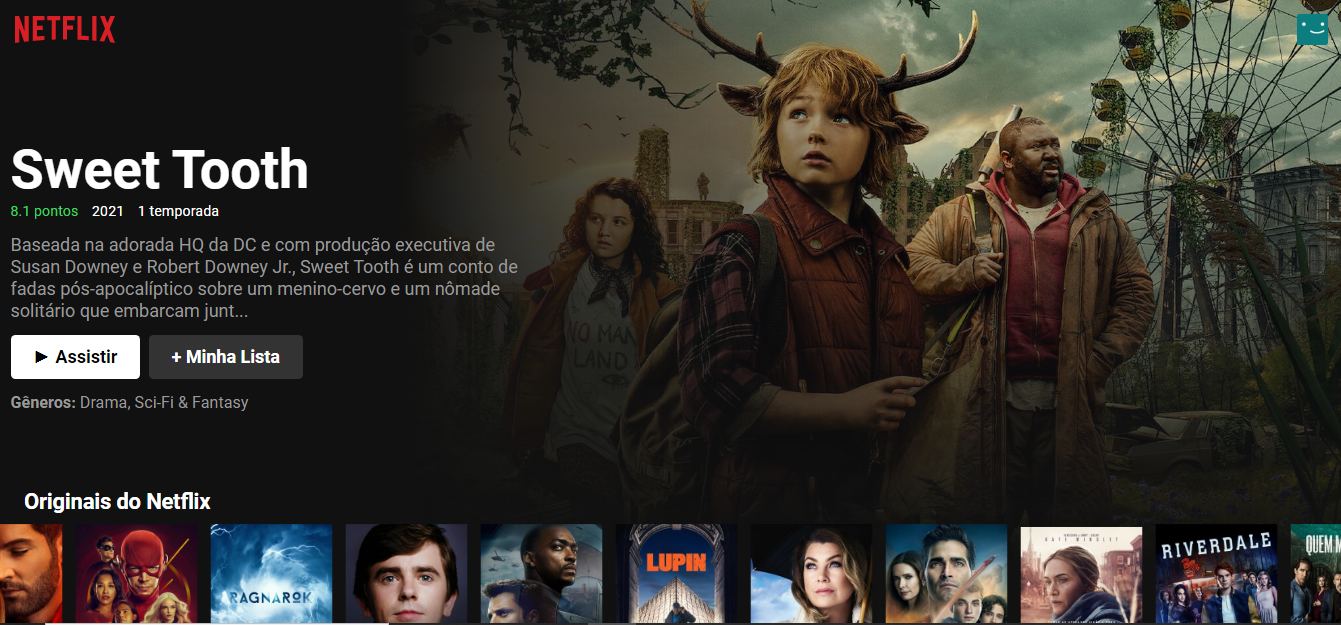 NETFLIX
Sweet Tooth
8.1 pontos 2021 1 temporada
Baseada na adorada HQ da DC e com produção executiva de
Susan Downey e Robert Downey Jr., Sweet Tooth é um conto de
fadas pós-apocalíptico sobre um menino-cervo e um nômade
solitário que embarcam junt...
▶ Assistir + Minha Lista
Gêneros: Drama, Sci-Fi & Fantasy
NO MAN
LAND
Originais do Netflix
RAGNAROK
LUPIN
KATE WINSLET
RIVERDALE
QUEM M